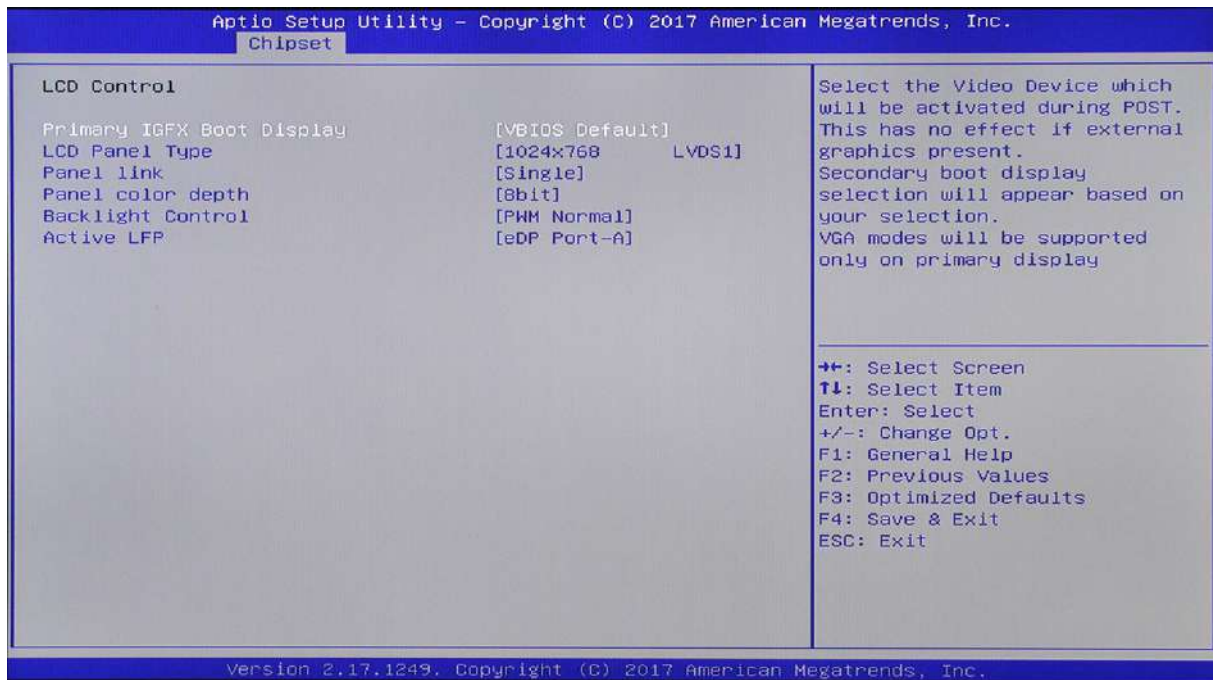 Aptio Setup Utility – Copyright (C) 2017 American Megatrends, Inc.
Chipset
LCD Control
Primary IGFX Boot Display [VBIOS Default]
LCD Panel Type [1024x768 LVDS1]
Panel link [Single]
Panel color depth [8bit]
Backlight Control [PWM Normal]
Active LFP [eDP Port-A]
Select the Video Device which
will be activated during POST.
This has no effect if external
graphics present.
Secondary boot display
selection will appear based on
your selection.
VGA modes will be supported
only on primary display
→←: Select Screen
↑↓: Select Item
Enter: Select
+/-: Change Opt.
F1: General Help
F2: Previous Values
F3: Optimized Defaults
F4: Save & Exit
ESC: Exit
Version 2.17.1249. Copyright (C) 2017 American Megatrends, Inc.